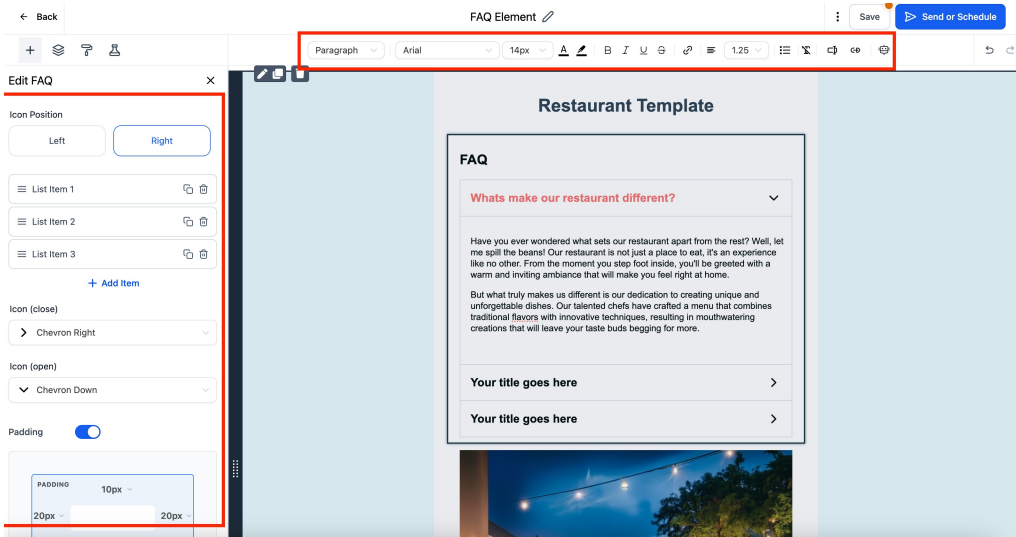 Back
FAQ Element
Save
Send or Schedule
Paragraph
Arial
14px
A
B I U S
1.25
Edit FAQ
Icon Position
Left
Right
List Item 1
List Item 2
List Item 3
+ Add Item
Icon (close)
Chevron Right
Icon (open)
Chevron Down
Padding
PADDING
10px
20px
20px
Restaurant Template
FAQ
Whats make our restaurant different?
Have you ever wondered what sets our restaurant apart from the rest? Well, let
me spill the beans! Our restaurant is not just a place to eat, it's an experience
like no other. From the moment you step foot inside, you'll be greeted with a
warm and inviting ambiance that will make you feel right at home.
But what truly makes us different is our dedication to creating unique and
unforgettable dishes. Our talented chefs have crafted a menu that combines
traditional flavors with innovative techniques, resulting in mouthwatering
creations that will leave your taste buds begging for more.
Your title goes here
Your title goes here